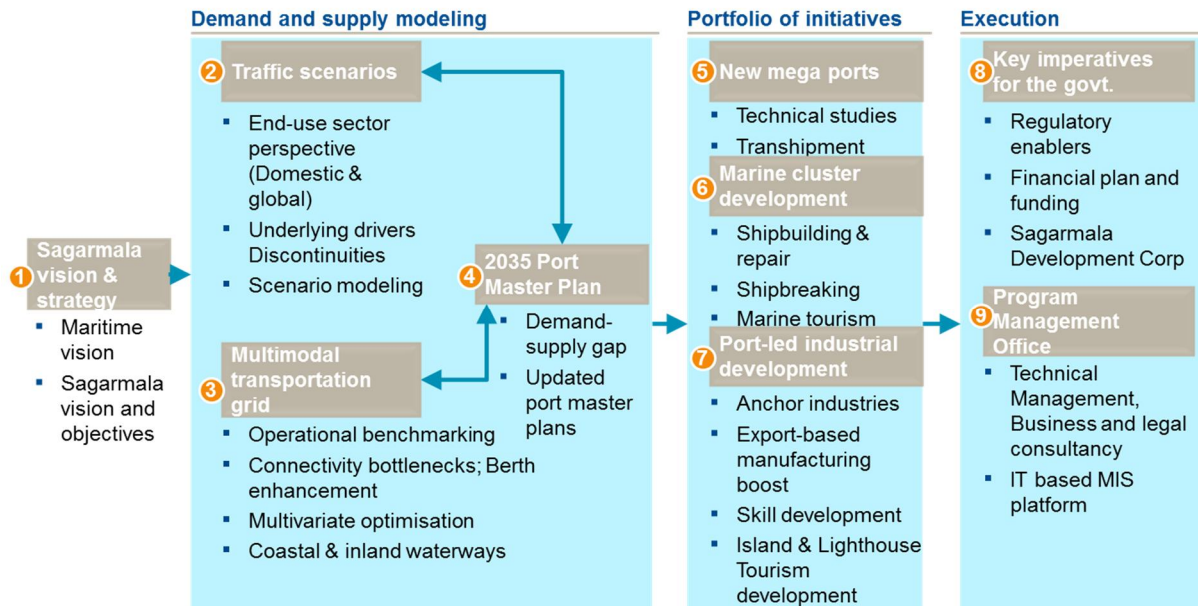 Demand and supply modeling
Portfolio of initiatives
Execution
1
Sagarmala
vision &
strategy
▪ Maritime
vision
▪ Sagarmala
vision and
objectives
2
Traffic scenarios
▪ End-use sector
perspective
(Domestic &
global)
▪ Underlying drivers
Discontinuities
▪ Scenario modeling
3
Multimodal
transportation
grid
▪ Operational benchmarking
▪ Connectivity bottlenecks; Berth
enhancement
▪ Multivariate optimisation
▪ Coastal & inland waterways
4
2035 Port
Master Plan
▪ Demand-
supply gap
▪ Updated
port master
plans
5
New mega ports
▪ Technical studies
▪ Transhipment
6
Marine cluster
development
▪ Shipbuilding &
repair
▪ Shipbreaking
▪ Marine tourism
7
Port-led industrial
development
▪ Anchor industries
▪ Export-based
manufacturing
boost
▪ Skill development
▪ Island & Lighthouse
Tourism
development
8
Key imperatives
for the govt.
▪ Regulatory
enablers
▪ Financial plan and
funding
▪ Sagarmala
Development Corp
9
Program
Management
Office
▪ Technical
Management,
Business and legal
consultancy
▪ IT based MIS
platform